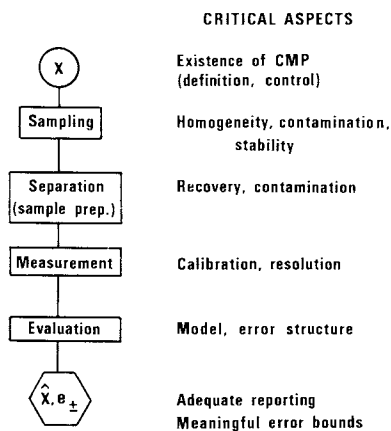 CRITICAL ASPECTS
X
Existence of CMP
(definition, control)
Sampling
Homogeneity, contamination,
stability
Separation
(sample prep.)
Recovery, contamination
Measurement
Calibration, resolution
Evaluation
Model, error structure
x̂, e±
Adequate reporting
Meaningful error bounds